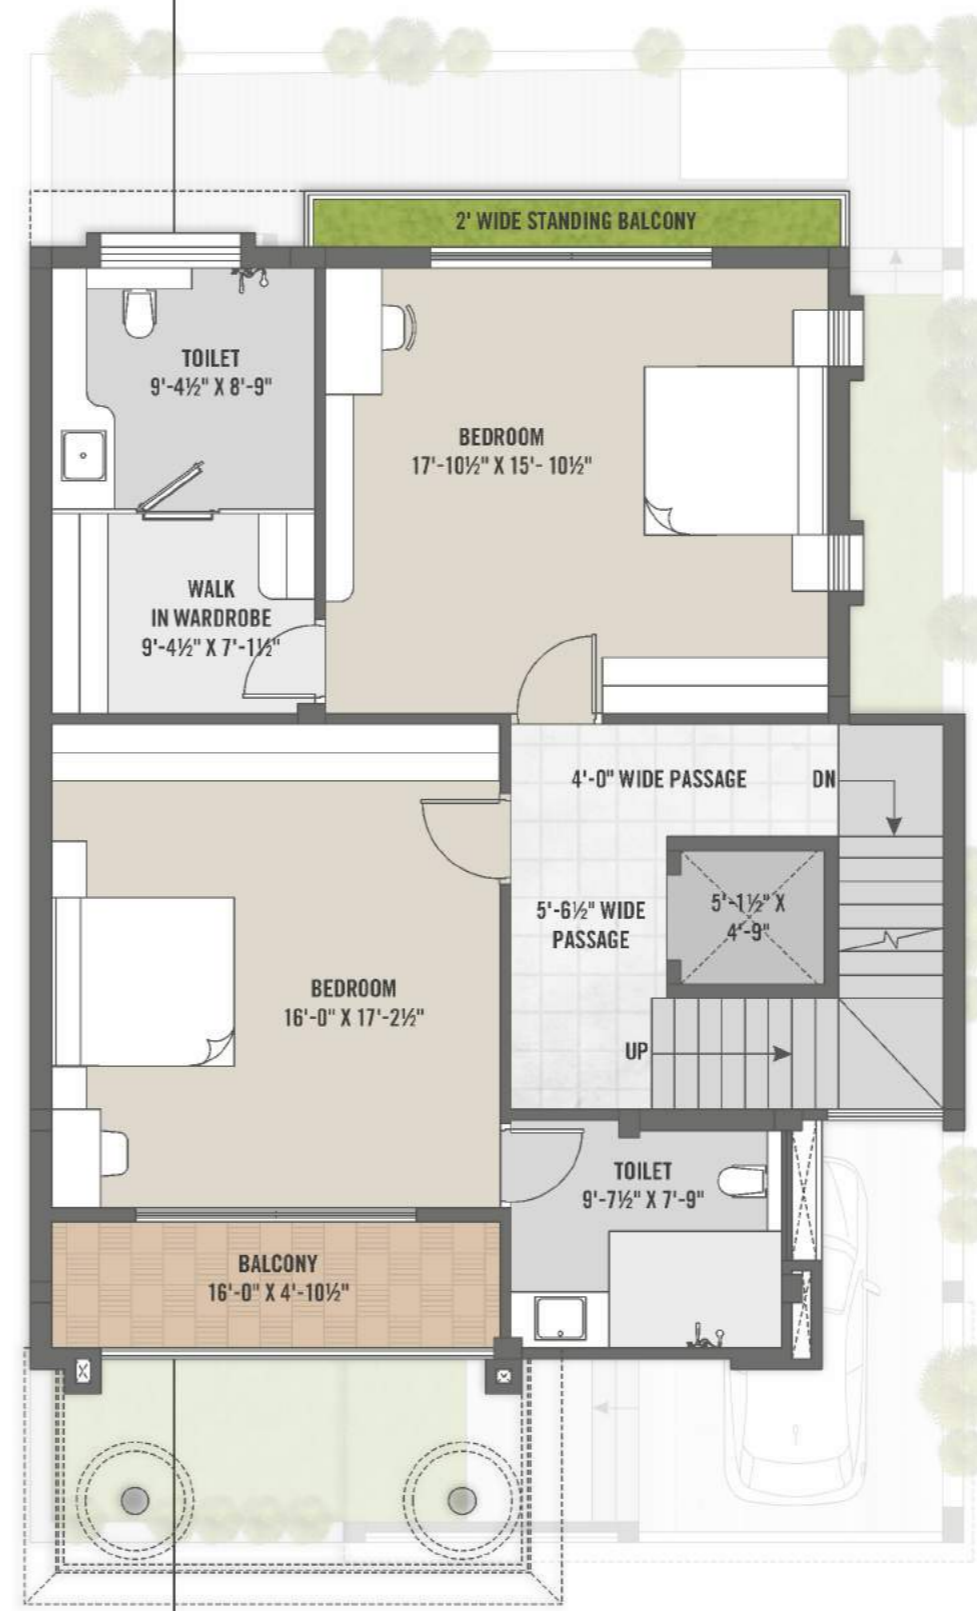 2' WIDE STANDING BALCONY
TOILET
9'-4½" X 8'-9"
BEDROOM
17'-10½" X 15'- 10½"
WALK
IN WARDROBE
9'-4½" X 7'-1½"
4'-0" WIDE PASSAGE
DN
5'-6½" WIDE
PASSAGE
5'-1½" X
4'-9"
BEDROOM
16'-0" X 17'-2½"
UP
TOILET
9'-7½" X 7'-9"
BALCONY
16'-0" X 4'-10½"